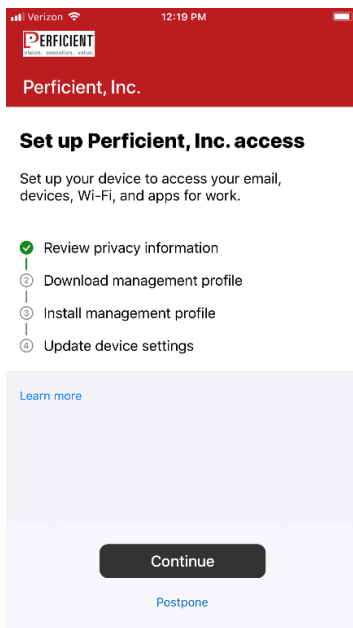 Verizon 12:19 PM
PERFICIENT
vision. execution. value.
Perficient, Inc.
Set up Perficient, Inc. access
Set up your device to access your email,
devices, Wi-Fi, and apps for work.
Review privacy information
2 Download management profile
3 Install management profile
4 Update device settings
Learn more
Continue
Postpone